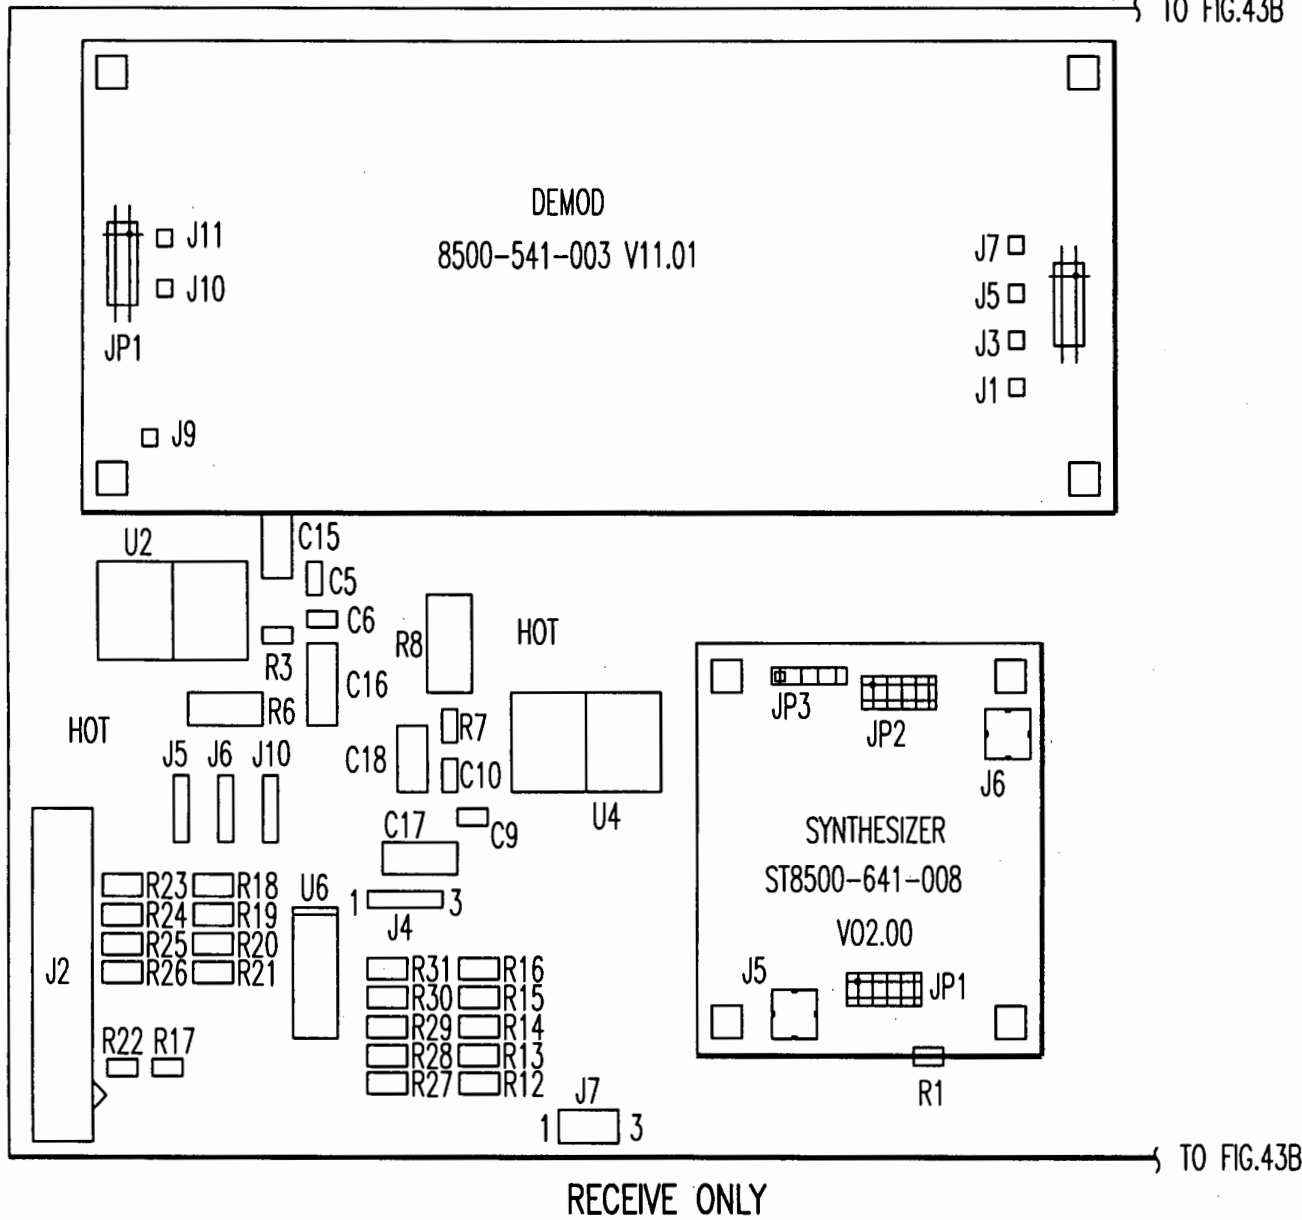 TO FIG.43B
DEMOD
8500-541-003 V11.01
J11
J10
JP1
J9
J7
J5
J3
J1
U2
C15
C5
C6
R3
C16
R6
R8
HOT
HOT
R7
C18
C10
C9
C17
U4
J5 J6 J10
JP3
JP2
J6
SYNTHESIZER
ST8500-641-008
V02.00
J5
JP1
R1
J2
R23 R18
R24 R19
R25 R20
R26 R21
R22 R17
U6
1 3
J4
R31 R16
R30 R15
R29 R14
R28 R13
R27 R12
J7
1 3
TO FIG.43B
RECEIVE ONLY